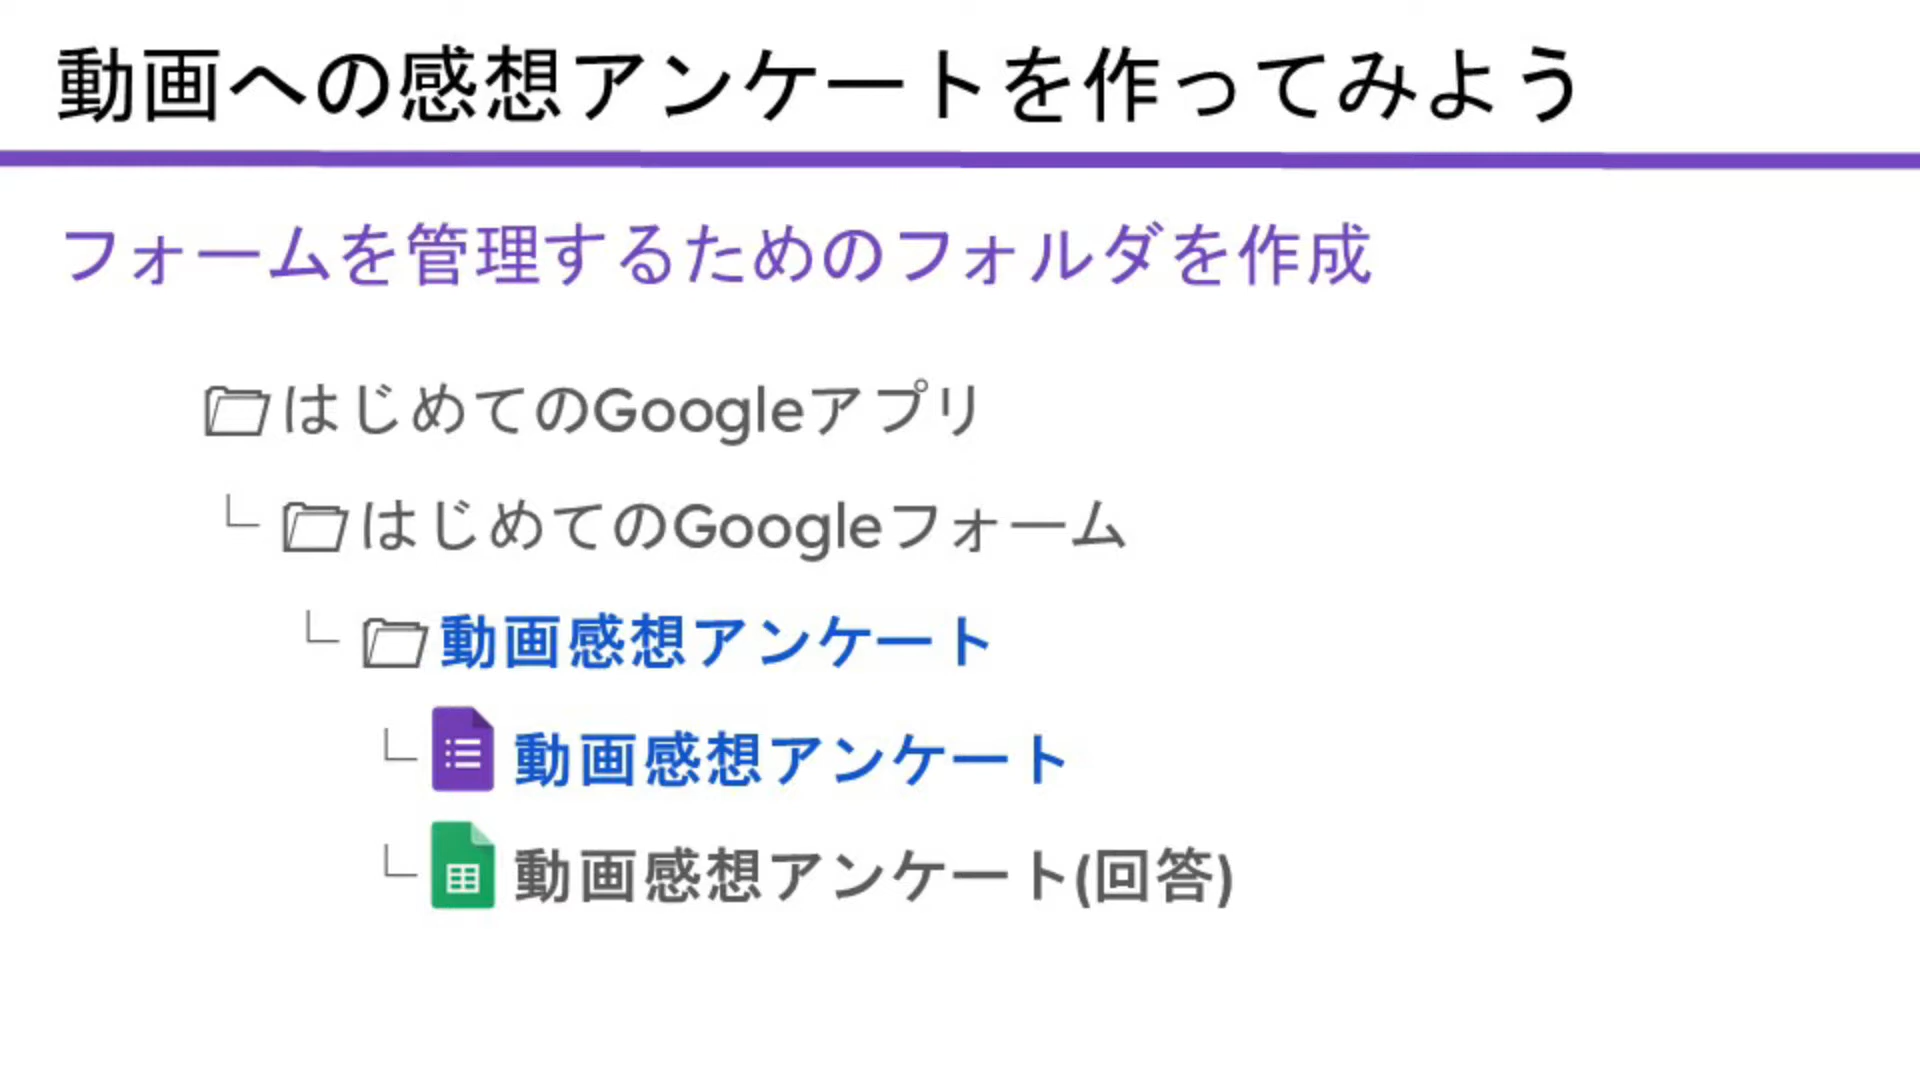 動画への感想アンケートを作ってみよう
フォームを管理するためのフォルダを作成
はじめてのGoogleアプリ
はじめてのGoogleフォーム
動画感想アンケート
動画感想アンケート
動画感想アンケート(回答)